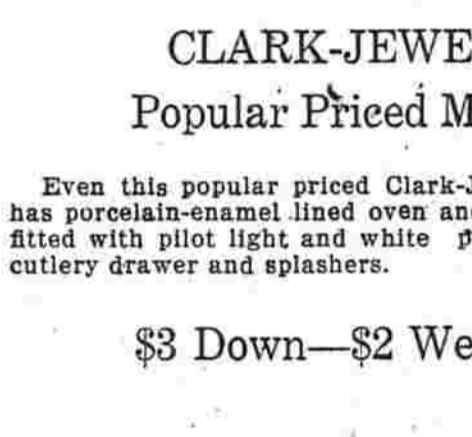 CLARK-JEWE
Popular Priced M
Even this popular priced Clark-J
has porcelain-enamel lined oven an
fitted with pilot light and white p
cutlery drawer and splashers.
$3 Down—$2 We